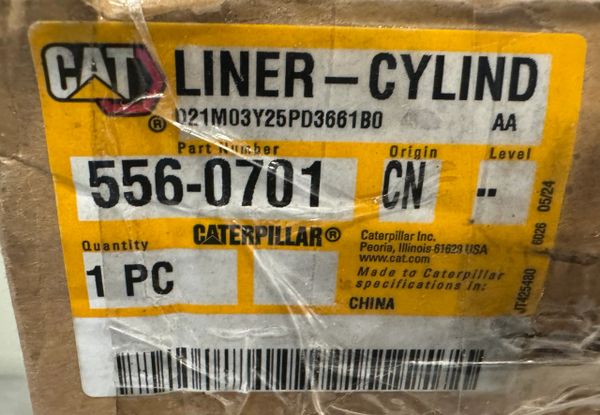 CAT
LINER-CYLIND
®
D21M03Y25PD3661B0 AA
Part Number Origin Level
556-0701 CN --
CATERPILLAR®
Caterpillar Inc.
Peoria, Illinois 61629 USA
www.cat.com
Quantity
1 PC
Made to Caterpillar
specifications in:
CHINA
JT425480 6D26 05/24